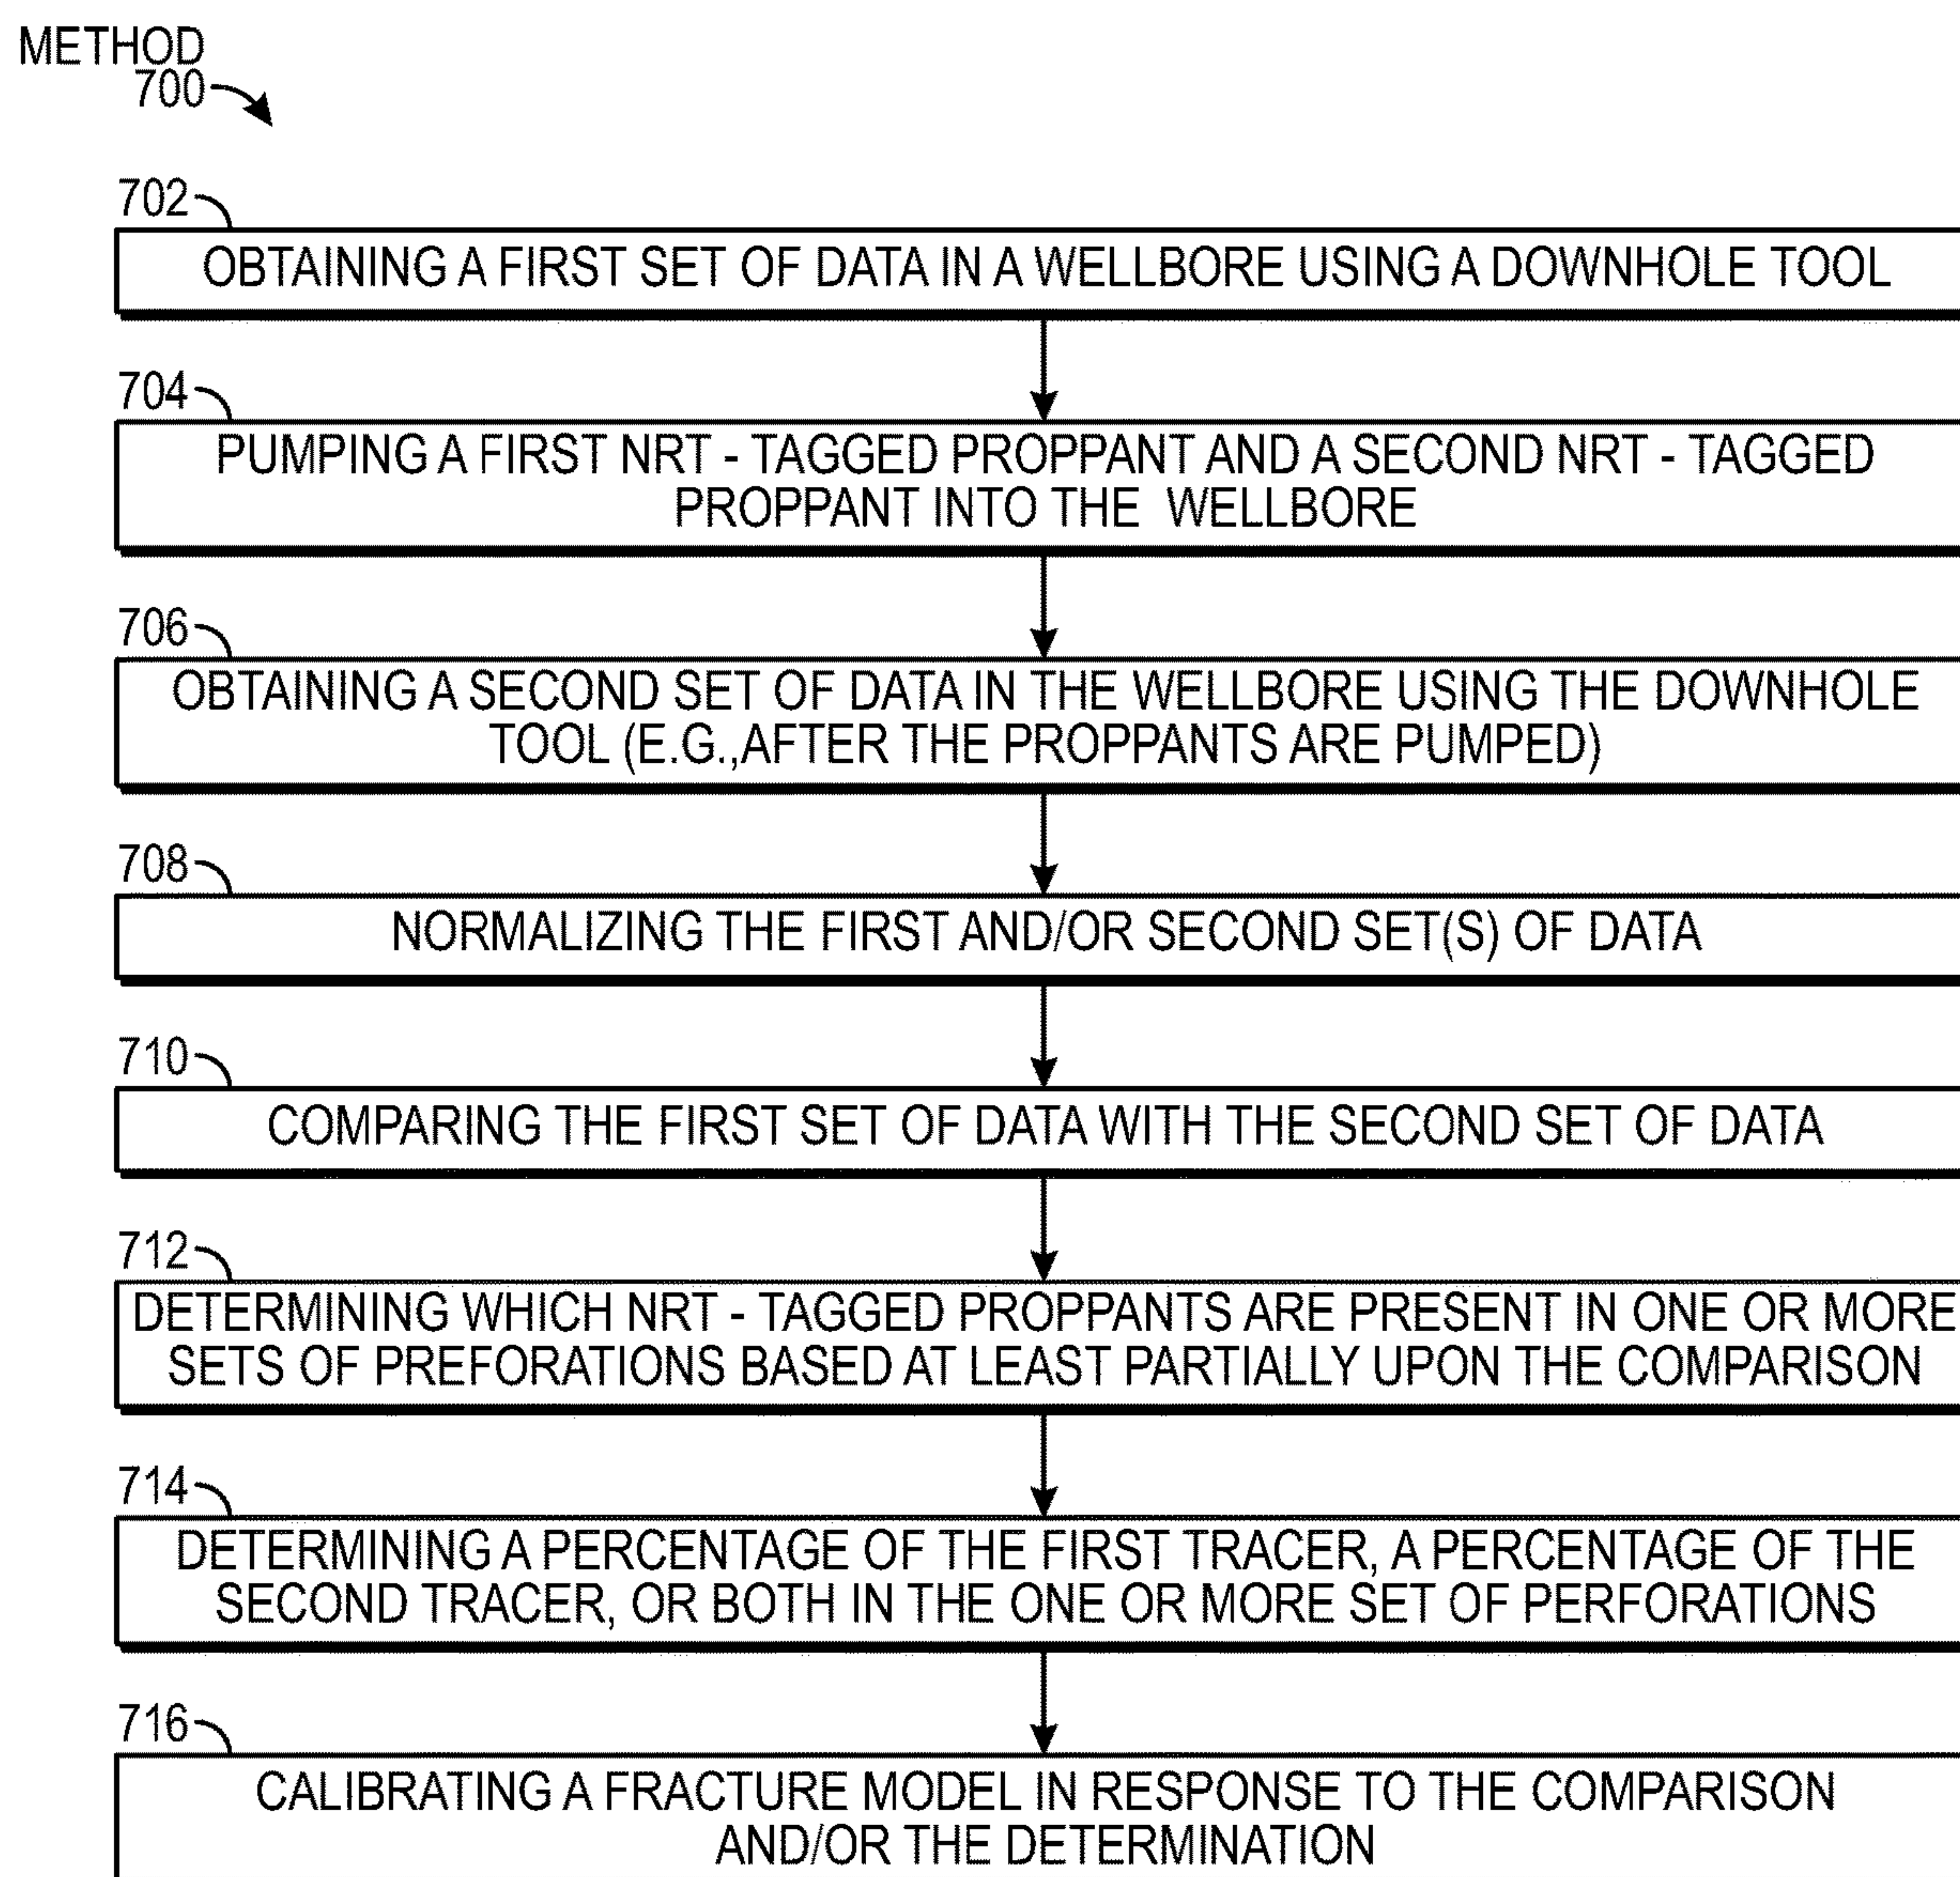 METHOD
700
702
OBTAINING A FIRST SET OF DATA IN A WELLBORE USING A DOWNHOLE TOOL
704
PUMPING A FIRST NRT - TAGGED PROPPANT AND A SECOND NRT - TAGGED
PROPPANT INTO THE WELLBORE
706
OBTAINING A SECOND SET OF DATA IN THE WELLBORE USING THE DOWNHOLE
TOOL (E.G.,AFTER THE PROPPANTS ARE PUMPED)
708
NORMALIZING THE FIRST AND/OR SECOND SET(S) OF DATA
710
COMPARING THE FIRST SET OF DATA WITH THE SECOND SET OF DATA
712
DETERMINING WHICH NRT - TAGGED PROPPANTS ARE PRESENT IN ONE OR MORE
SETS OF PREFORATIONS BASED AT LEAST PARTIALLY UPON THE COMPARISON
714
DETERMINING A PERCENTAGE OF THE FIRST TRACER, A PERCENTAGE OF THE
SECOND TRACER, OR BOTH IN THE ONE OR MORE SET OF PERFORATIONS
716
CALIBRATING A FRACTURE MODEL IN RESPONSE TO THE COMPARISON
AND/OR THE DETERMINATION